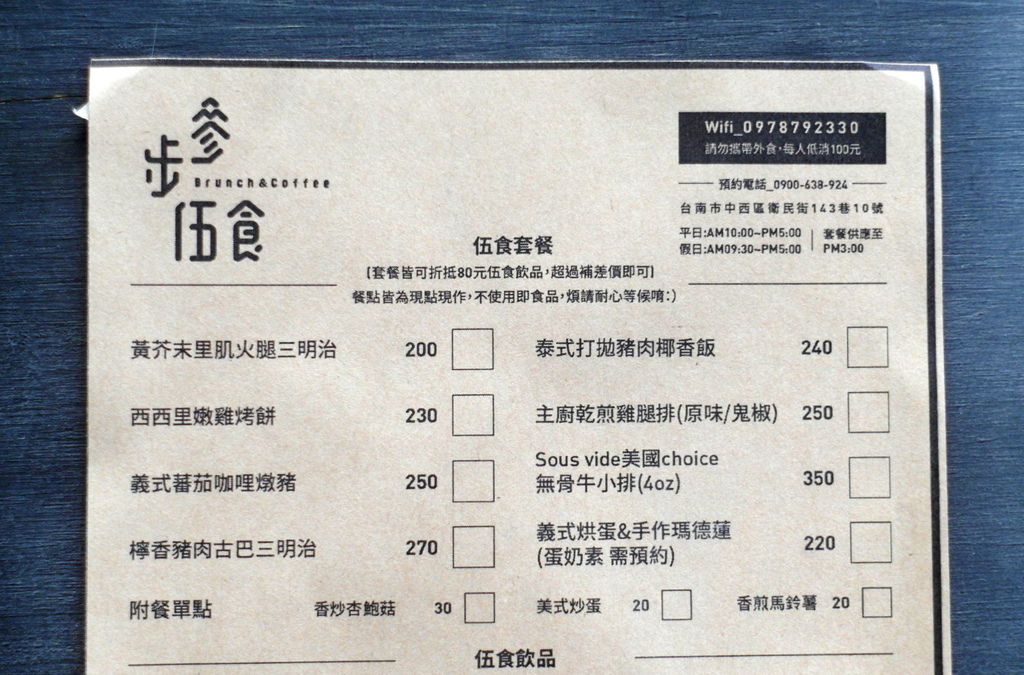 參
步
Brunch&Coffee
伍食
Wifi_0978792330
請勿攜帶外食，每人低消100元
預約電話_0900-638-924
台南市中西區衛民街143巷10號
平日:AM10:00~PM5:00
假日:AM09:30~PM5:00
套餐供應至
PM3:00
伍食套餐
(套餐皆可折抵80元伍食飲品，超過補差價即可)
餐點皆為現點現作，不使用即食品，煩請耐心等候唷:)
黃芥末里肌火腿三明治 200
泰式打拋豬肉椰香飯 240
西西里嫩雞烤餅 230
主廚乾煎雞腿排(原味/鬼椒) 250
義式蕃茄咖哩燉豬 250
Sous vide美國choice
無骨牛小排(4oz) 350
檸香豬肉古巴三明治 270
義式烘蛋&手作瑪德蓮
(蛋奶素 需預約) 220
附餐單點 香炒杏鮑菇 30 美式炒蛋 20 香煎馬鈴薯 20
伍食飲品